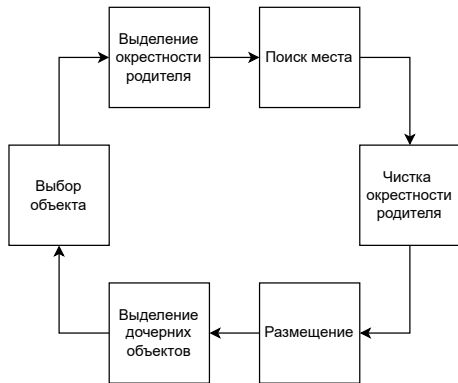 Выделение
окрестности
родителя
Поиск места
Выбор
объекта
Чистка
окрестности
родителя
Выделение
дочерних
объектов
Размещение